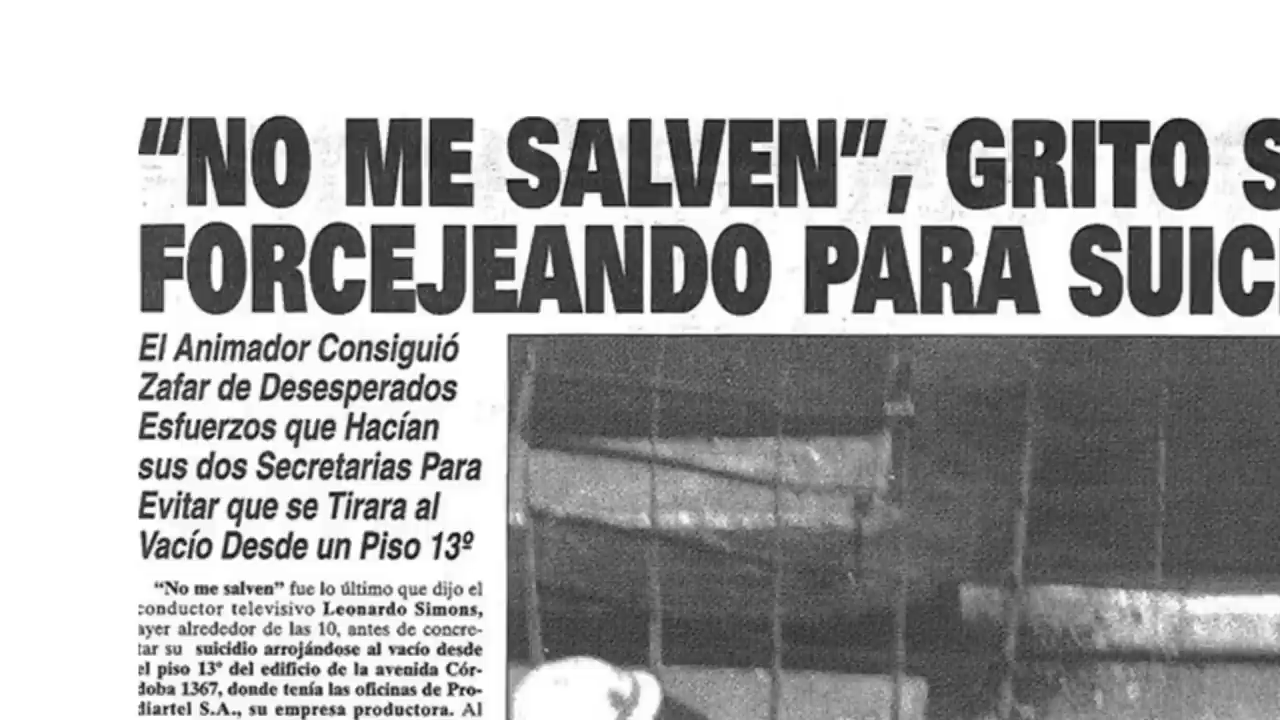 “NO ME SALVEN”, GRITO S
FORCEJEANDO PARA SUICI
El Animador Consiguió
Zafar de Desesperados
Esfuerzos que Hacían
sus dos Secretarias Para
Evitar que se Tirara al
Vacío Desde un Piso 13º
“No me salven” fue lo último que dijo el
conductor televisivo Leonardo Simons,
ayer alrededor de las 10, antes de concre-
tar su suicidio arrojándose al vacío desde
el piso 13º del edificio de la avenida Cór-
doba 1367, donde tenía las oficinas de Pro-
diartel S.A., su empresa productora. Al